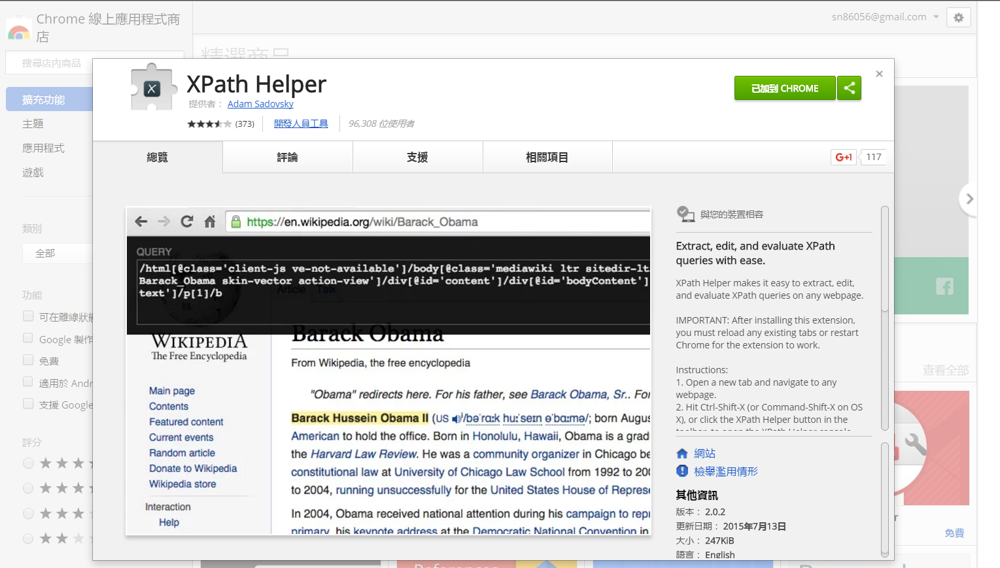 Chrome 線上應用程式商
店
sn86056@gmail.com
搜尋店內商品
精選商品
擴充功能
主題
應用程式
遊戲
類別
全部
功能
可在離線狀態
Google 製作
免費
適用於 Andr
支援 Google
評分
XPath Helper
提供者： Adam Sadovsky
(373)
開發人員工具
96,308 位使用者
已加到 CHROME
總覽
評論
支援
相關項目
G+1
117
https://en.wikipedia.org/wiki/Barack_Obama
QUERY
/html[@class='client-js ve-not-available']/body[@class='mediawiki ltr sitedir-lt
Barack_Obama skin-vector action-view']/div[@id='content']/div[@id='bodyContent']
text']/p[1]/b
Article Talk
Barack Obama
WIKIPEDIA
The Free Encyclopedia
From Wikipedia, the free encyclopedia
"Obama" redirects here. For his father, see Barack Obama, Sr.. For
Barack Hussein Obama II (US /bəˈrɑːk huːˈseɪn oʊˈbɑːmə/; born Augus
American to hold the office. Born in Honolulu, Hawaii, Obama is a grad
the Harvard Law Review. He was a community organizer in Chicago be
constitutional law at University of Chicago Law School from 1992 to 200
to 2004, running unsuccessfully for the United States House of Represe
In 2004, Obama received national attention during his campaign to repr
primary, his keynote address at the Democratic National Convention in
Main page
Contents
Featured content
Current events
Random article
Donate to Wikipedia
Wikipedia store
Interaction
Help
與您的裝置相容
Extract, edit, and evaluate XPath
queries with ease.
XPath Helper makes it easy to extract, edit,
and evaluate XPath queries on any webpage.
IMPORTANT: After installing this extension,
you must reload any existing tabs or restart
Chrome for the extension to work.
Instructions:
1. Open a new tab and navigate to any
webpage.
2. Hit Ctrl-Shift-X (or Command-Shift-X on OS
X), or click the XPath Helper button in the
toolbar, to open the XPath Helper console.
網站
檢舉濫用情形
其他資訊
版本： 2.0.2
更新日期： 2015年7月13日
大小： 247KiB
語言： English
查看全部
r
免費